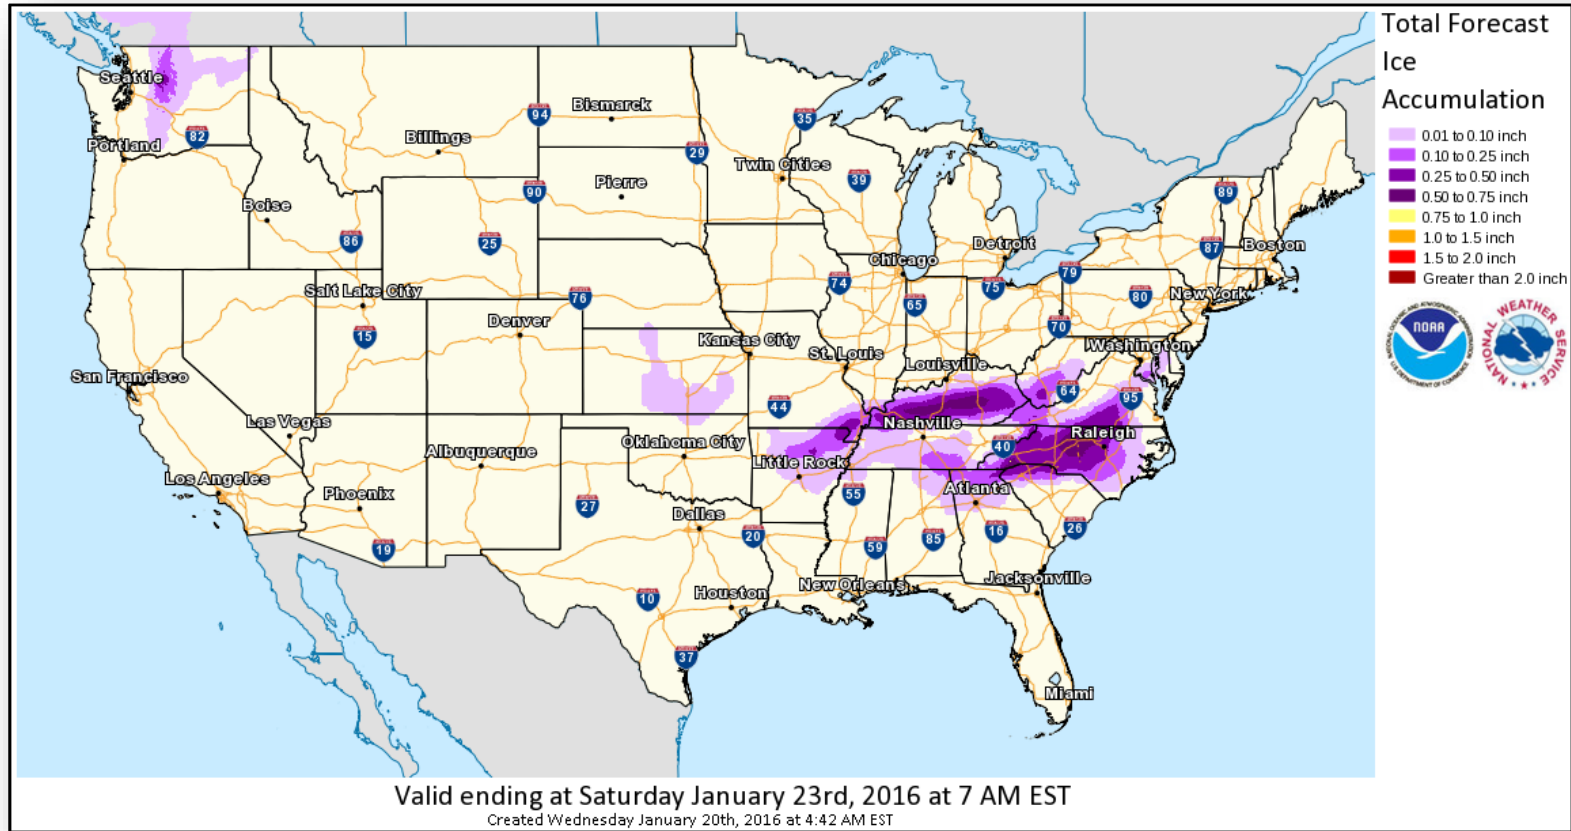 Total Forecast
Ice
Accumulation
0.01 to 0.10 inch
0.10 to 0.25 inch
0.25 to 0.50 inch
0.50 to 0.75 inch
0.75 to 1.0 inch
1.0 to 1.5 inch
1.5 to 2.0 inch
Greater than 2.0 inch
NATIONAL OCEANIC AND ATMOSPHERIC ADMINISTRATION
NOAA
U.S. DEPARTMENT OF COMMERCE
NATIONAL WEATHER SERVICE
Seattle
82
Portland
Billings
94
Bismarck
35
29
Twin Cities
39
90
Pierre
Boise
86
25
89
87
Boston
Detroit
Chicago
79
75
74
65
80
New York
Salt Lake City
76
15
Denver
70
Kansas City
St. Louis
Washington
Louisville
San Francisco
64
95
44
Las Vegas
Nashville
Raleigh
Albuquerque
Oklahoma City
40
Little Rock
Los Angeles
Phoenix
27
55
Atlanta
Dallas
20
19
59
85
16
26
10
Houston
New Orleans
Jacksonville
37
Miami
Valid ending at Saturday January 23rd, 2016 at 7 AM EST
Created Wednesday January 20th, 2016 at 4:42 AM EST